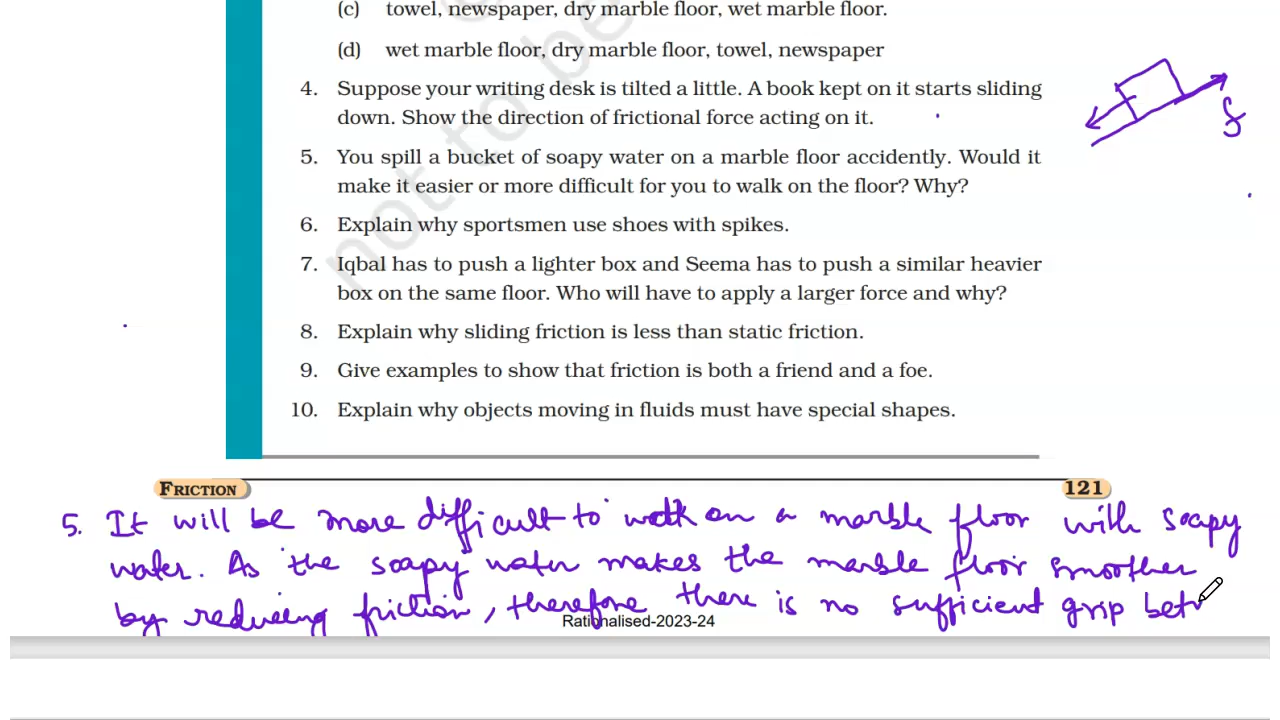 (c) towel, newspaper, dry marble floor, wet marble floor.
(d) wet marble floor, dry marble floor, towel, newspaper
4. Suppose your writing desk is tilted a little. A book kept on it starts sliding
down. Show the direction of frictional force acting on it.
f
5. You spill a bucket of soapy water on a marble floor accidently. Would it
make it easier or more difficult for you to walk on the floor? Why?
6. Explain why sportsmen use shoes with spikes.
7. Iqbal has to push a lighter box and Seema has to push a similar heavier
box on the same floor. Who will have to apply a larger force and why?
8. Explain why sliding friction is less than static friction.
9. Give examples to show that friction is both a friend and a foe.
10. Explain why objects moving in fluids must have special shapes.
not to be
FRICTION 121
5. It will be more difficult to walk on a marble floor with soapy
water. As the soapy water makes the marble floor smoother
by reducing friction, therefore there is no sufficient grip betw
Rationalised-2023-24